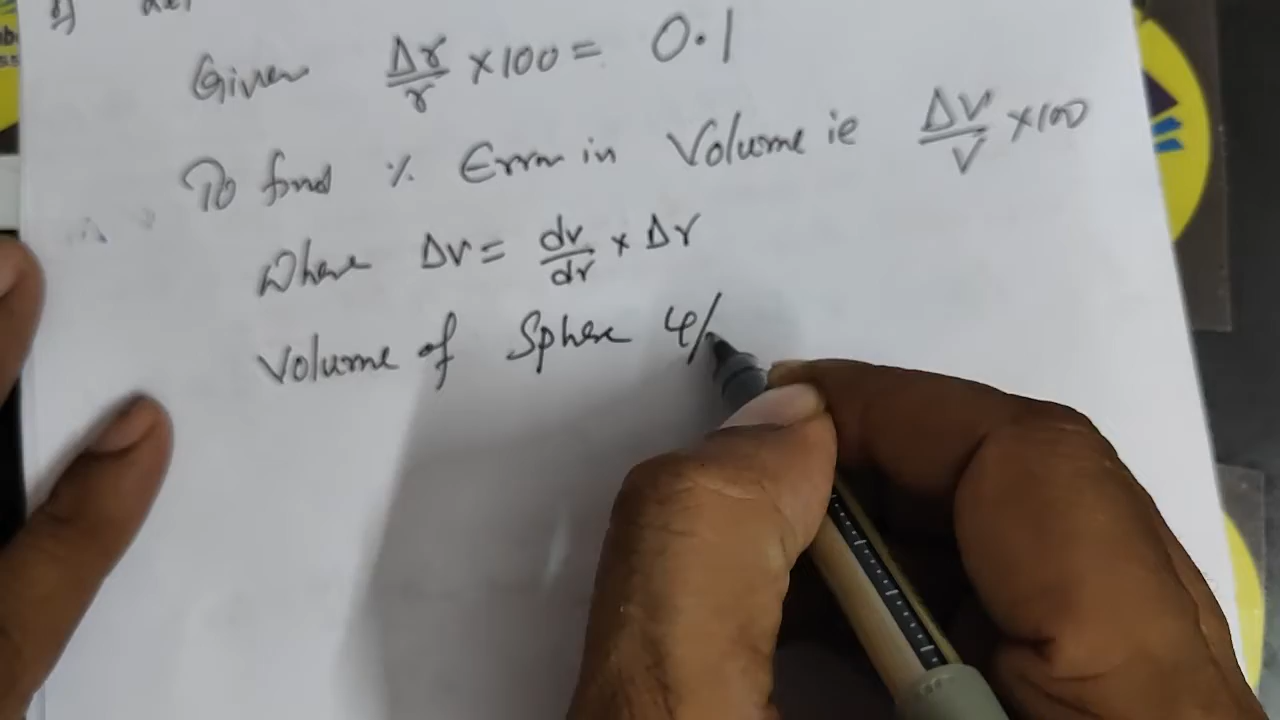 Given Δr/r ×100 = 0.1
To find % Error in Volume ie ΔV/V ×100
Where Δv = dv/dr × Δr
Volume of Sphere 4/